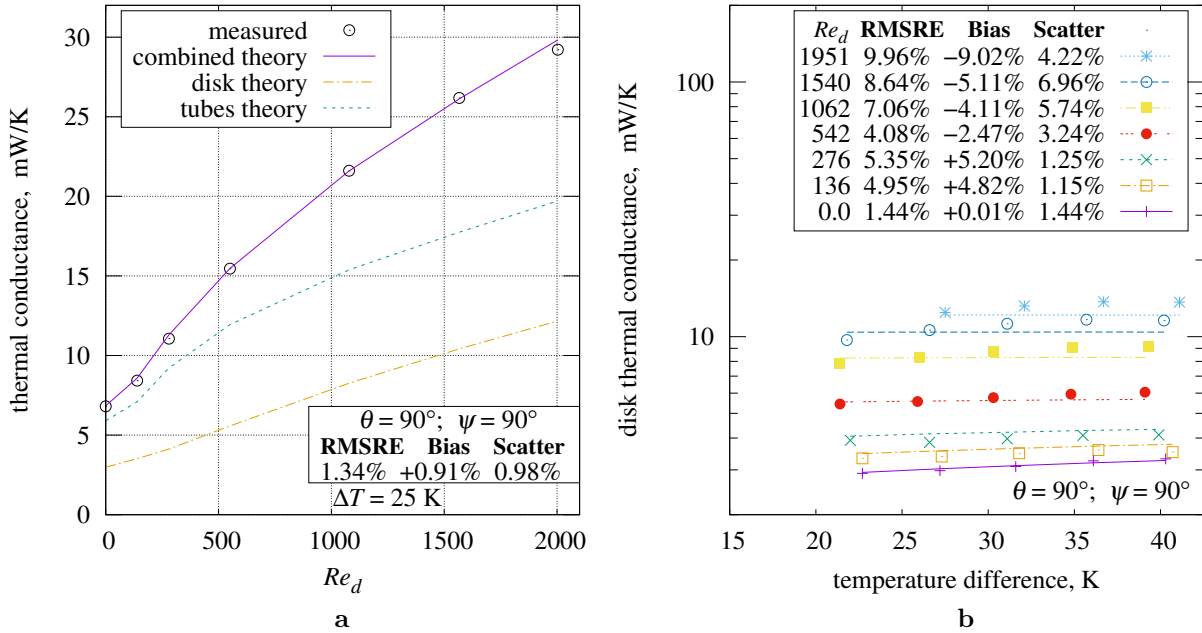 thermal conductance, mW/K
30
25
20
15
10
5
0
measured
combined theory
disk theory
tubes theory
θ = 90°; ψ = 90°
RMSRE Bias Scatter
1.34% +0.91% 0.98%
ΔT = 25 K
0 500 1000 1500 2000
Re_d
a
disk thermal conductance, mW/K
100
10
Re_d RMSRE Bias Scatter
1951 9.96% −9.02% 4.22%
1540 8.64% −5.11% 6.96%
1062 7.06% −4.11% 5.74%
542 4.08% −2.47% 3.24%
276 5.35% +5.20% 1.25%
136 4.95% +4.82% 1.15%
0.0 1.44% +0.01% 1.44%
θ = 90°; ψ = 90°
15 20 25 30 35 40
temperature difference, K
b